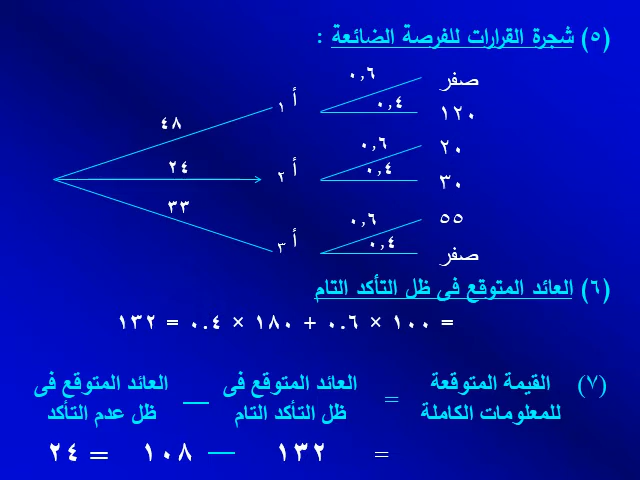 (٥) شجرة القرارات للفرصة الضائعة :
٠,٦ صفر
٤٨ أ ١ ٠,٤ ١٢٠
٠,٦ ٢٠
٢٤ أ ٢ ٠,٤ ٣٠
٣٣ ٠,٦ ٥٥
أ ٣ ٠,٤ صفر
(٦) العائد المتوقع فى ظل التأكد التام
= ١٠٠ × ٠.٦ + ١٨٠ × ٠.٤ = ١٣٢
(٧) القيمة المتوقعة = العائد المتوقع فى — العائد المتوقع فى
للمعلومات الكاملة ظل التأكد التام ظل عدم التأكد
= ١٣٢ — ١٠٨ = ٢٤